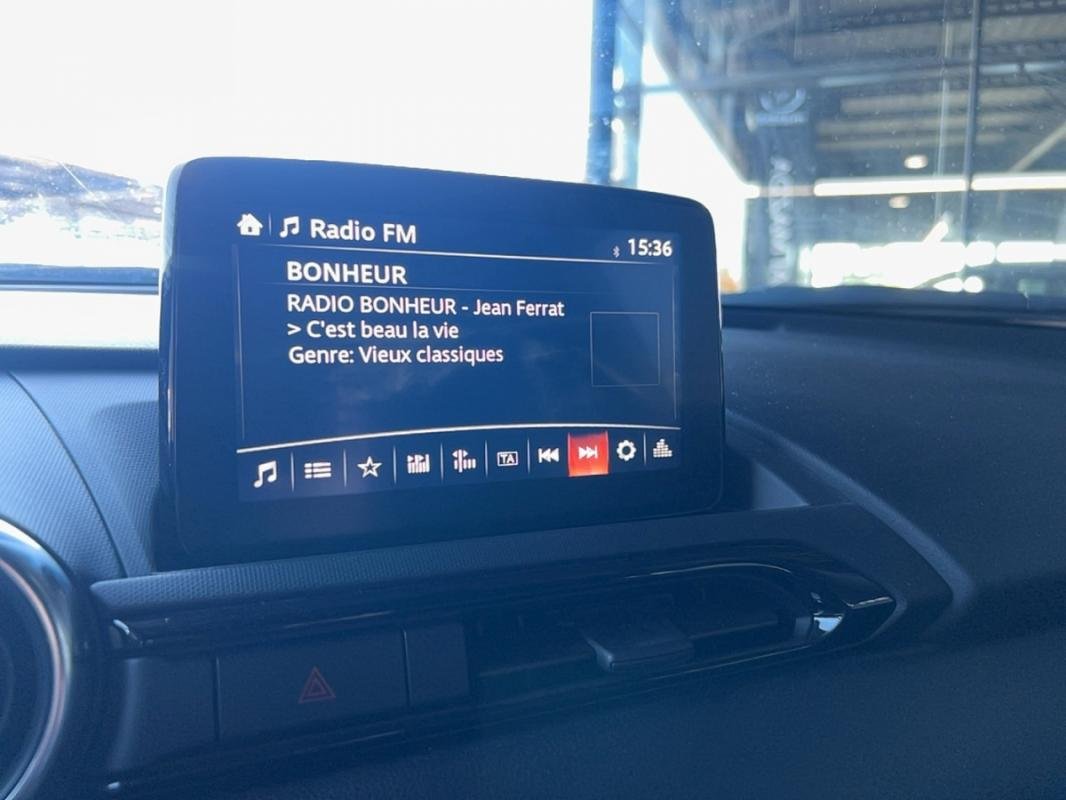 Radio FM
15:36
BONHEUR
RADIO BONHEUR - Jean Ferrat
> C'est beau la vie
Genre: Vieux classiques
TA